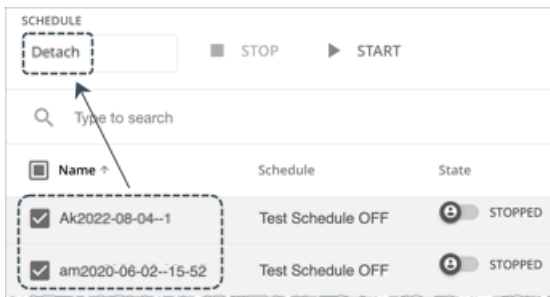 SCHEDULE
Detach STOP START
Type to search
Name ↑ Schedule State
Ak2022-08-04--1 Test Schedule OFF STOPPED
am2020-06-02--15-52 Test Schedule OFF STOPPED